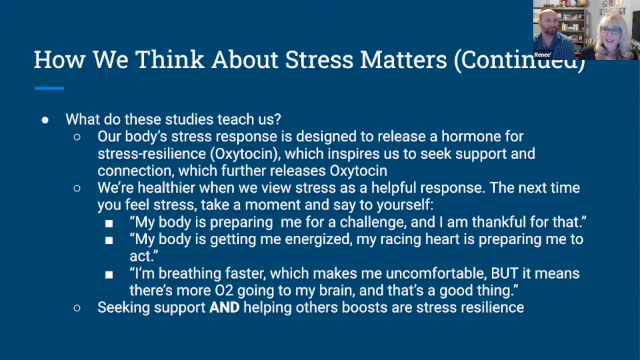 Renee'
How We Think About Stress Matters (Continued)
● What do these studies teach us?
○ Our body's stress response is designed to release a hormone for
stress-resilience (Oxytocin), which inspires us to seek support and
connection, which further releases Oxytocin
○ We're healthier when we view stress as a helpful response. The next time
you feel stress, take a moment and say to yourself:
■ "My body is preparing me for a challenge, and I am thankful for that."
■ "My body is getting me energized, my racing heart is preparing me to
act."
■ "I'm breathing faster, which makes me uncomfortable, BUT it means
there's more O2 going to my brain, and that's a good thing."
○ Seeking support AND helping others boosts are stress resilience